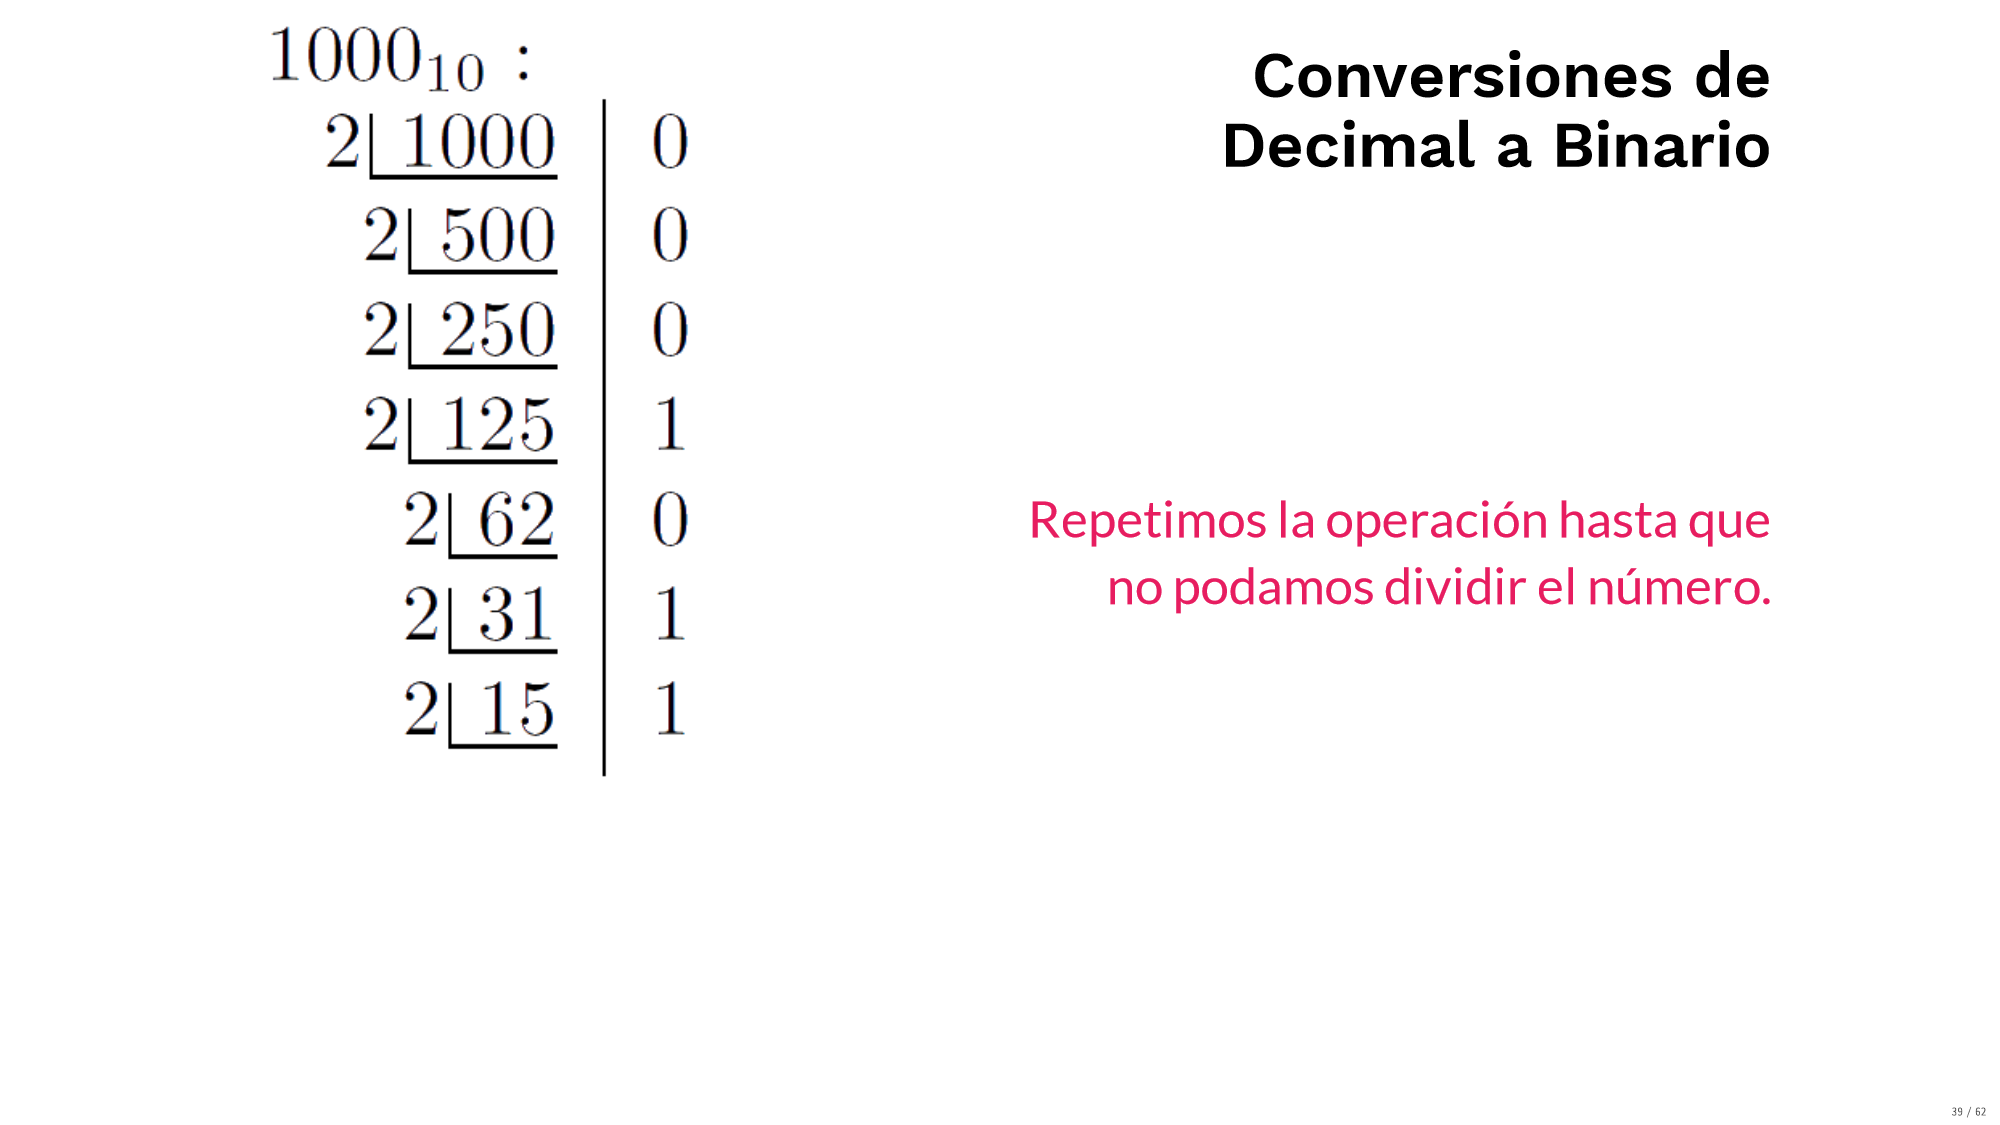 1000₁₀ :
2 1000 0
2 500 0
2 250 0
2 125 1
2 62 0
2 31 1
2 15 1
Conversiones de
Decimal a Binario
Repetimos la operación hasta que
no podamos dividir el número.
39 / 62